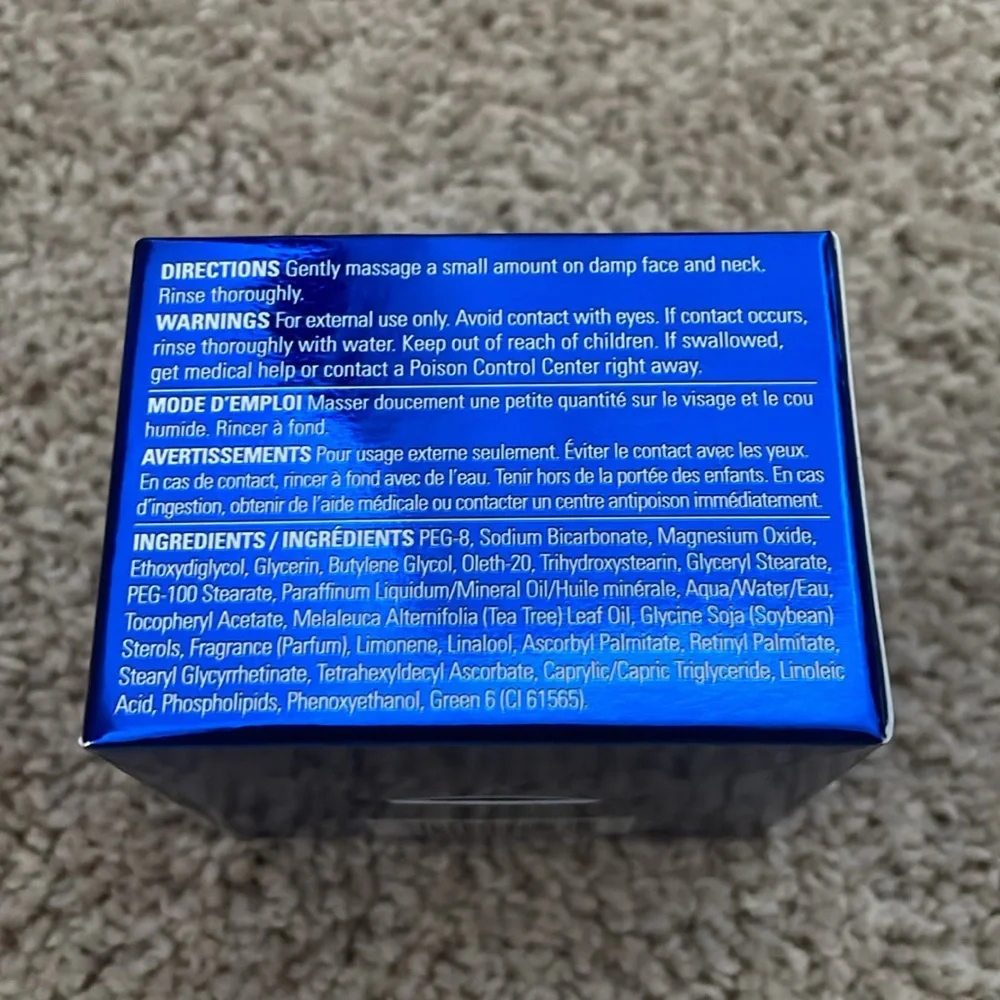 DIRECTIONS Gently massage a small amount on damp face and neck.
Rinse thoroughly.
WARNINGS For external use only. Avoid contact with eyes. If contact occurs,
rinse thoroughly with water. Keep out of reach of children. If swallowed,
get medical help or contact a Poison Control Center right away.
MODE D'EMPLOI Masser doucement une petite quantité sur le visage et le cou
humide. Rincer à fond.
AVERTISSEMENTS Pour usage externe seulement. Éviter le contact avec les yeux.
En cas de contact, rincer à fond avec de l'eau. Tenir hors de la portée des enfants. En cas
d'ingestion, obtenir de l'aide médicale ou contacter un centre antipoison immédiatement.
INGREDIENTS / INGRÉDIENTS PEG-8, Sodium Bicarbonate, Magnesium Oxide,
Ethoxydiglycol, Glycerin, Butylene Glycol, Oleth-20, Trihydroxystearin, Glyceryl Stearate,
PEG-100 Stearate, Paraffinum Liquidum/Mineral Oil/Huile minérale, Aqua/Water/Eau,
Tocopheryl Acetate, Melaleuca Alternifolia (Tea Tree) Leaf Oil, Glycine Soja (Soybean)
Sterols, Fragrance (Parfum), Limonene, Linalool, Ascorbyl Palmitate, Retinyl Palmitate,
Stearyl Glycyrrhetinate, Tetrahexyldecyl Ascorbate, Caprylic/Capric Triglyceride, Linoleic
Acid, Phospholipids, Phenoxyethanol, Green 6 (CI 61565).